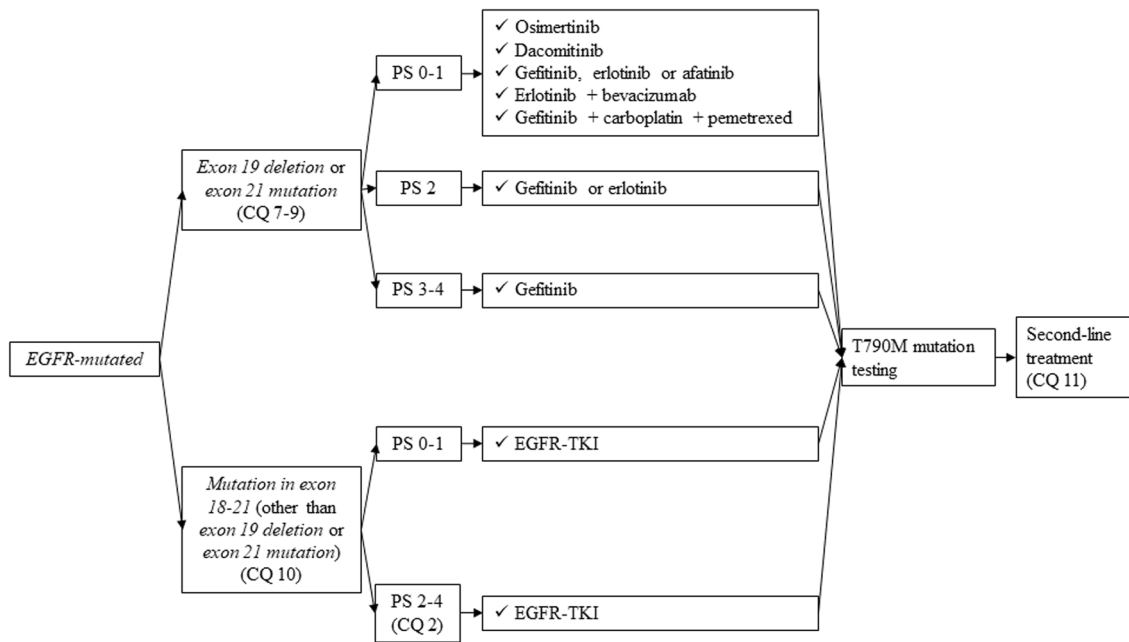 EGFR-mutated
Exon 19 deletion or
exon 21 mutation
(CQ 7-9)
PS 0-1
✓ Osimertinib
✓ Dacomitinib
✓ Gefitinib, erlotinib or afatinib
✓ Erlotinib + bevacizumab
✓ Gefitinib + carboplatin + pemetrexed
PS 2
✓ Gefitinib or erlotinib
PS 3-4
✓ Gefitinib
Mutation in exon
18-21 (other than
exon 19 deletion or
exon 21 mutation)
(CQ 10)
PS 0-1
✓ EGFR-TKI
PS 2-4
(CQ 2)
✓ EGFR-TKI
T790M mutation
testing
Second-line
treatment
(CQ 11)